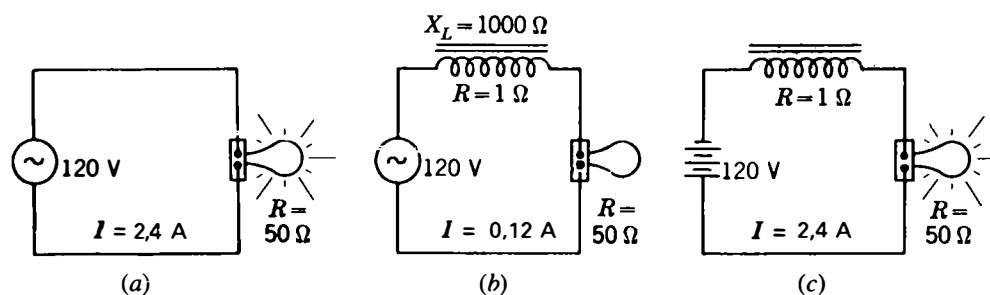 120 V
R =
50 Ω
I = 2,4 A
(a)
X_L = 1000 Ω
R = 1 Ω
120 V
R =
50 Ω
I = 0,12 A
(b)
R = 1 Ω
120 V
R =
50 Ω
I = 2,4 A
(c)